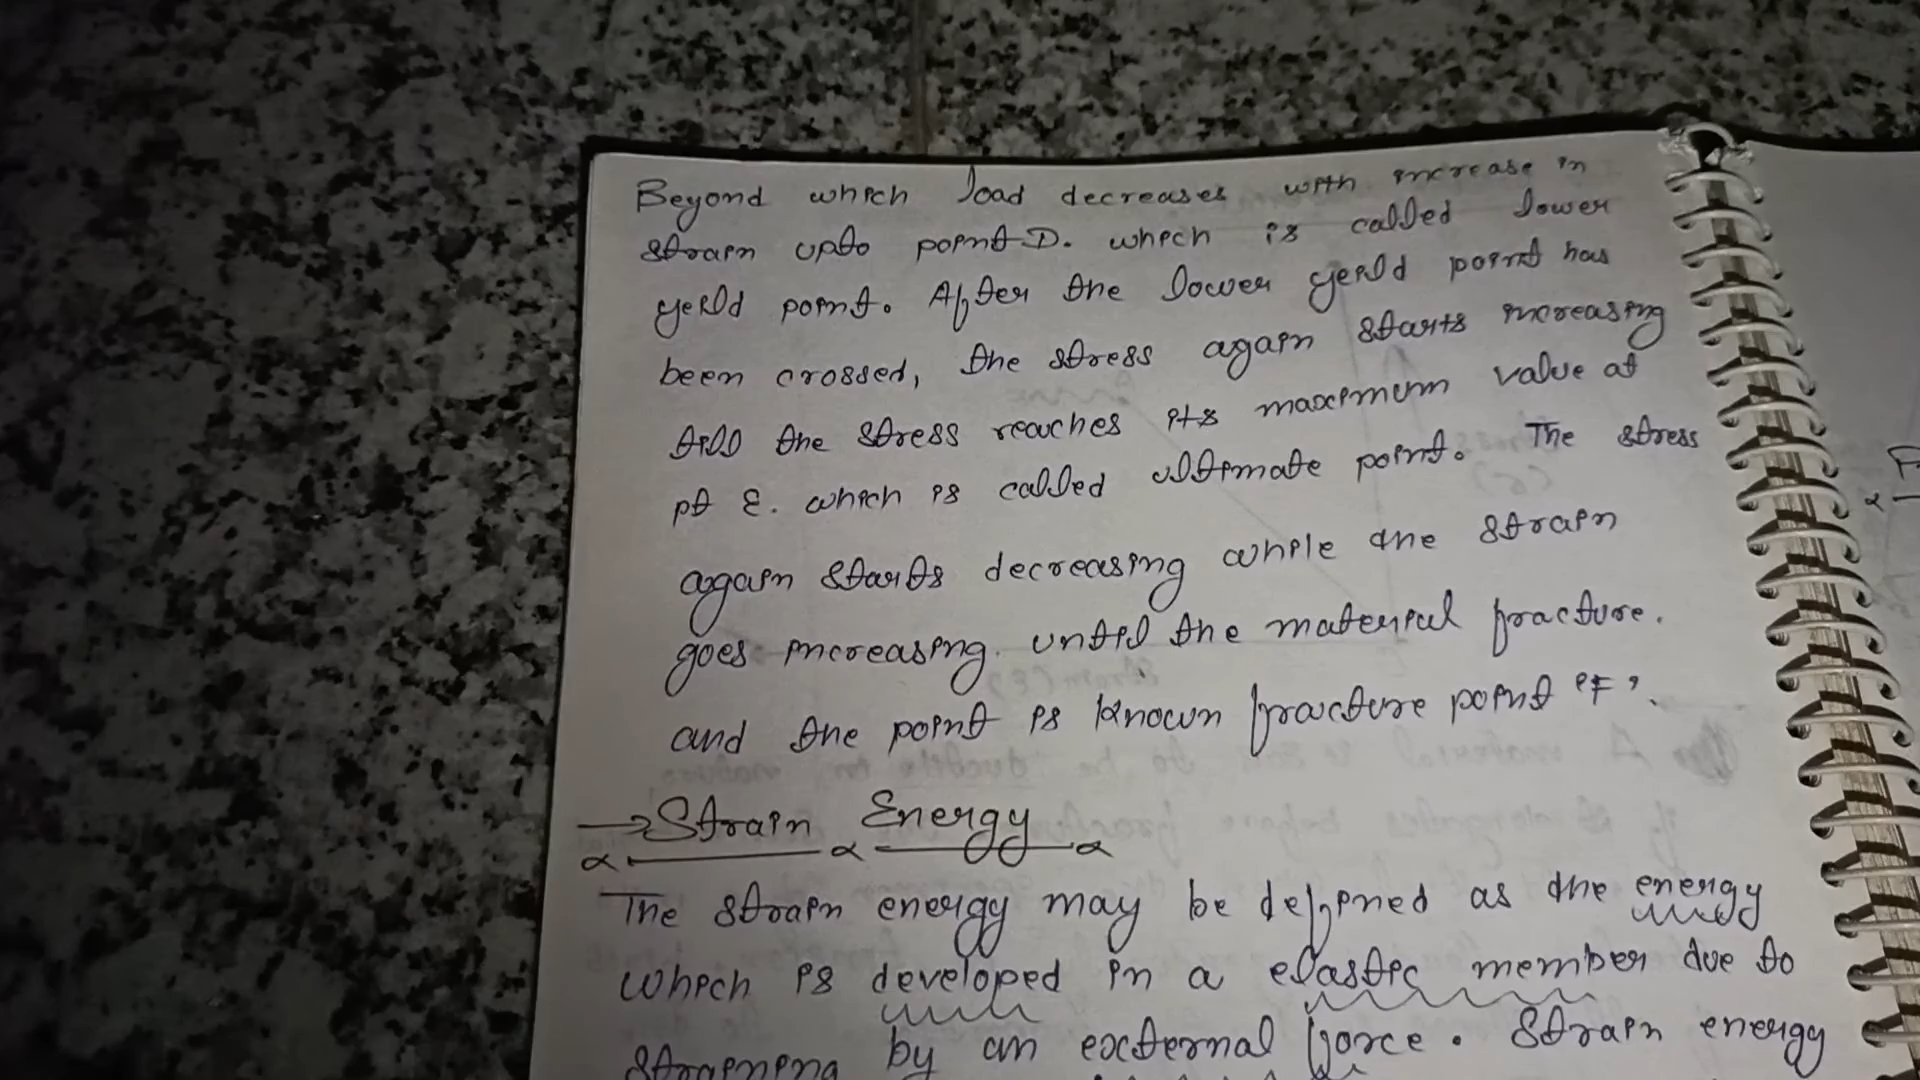 Beyond which load decreases with increase in
strain upto point D. which is called lower
yeild point. After the lower yeild point has
been crossed, the stress again starts increasing
till the stress reaches its maximum value at
pt E. which is called ultimate point. The stress
again starts decreasing while the strain
goes increasing. until the material fracture.
and the point is known fracture point "F".
→ Strain Energy
The strain energy may be defined as the energy
which is developed in a elastic member due to
straining by an external force. Strain energy